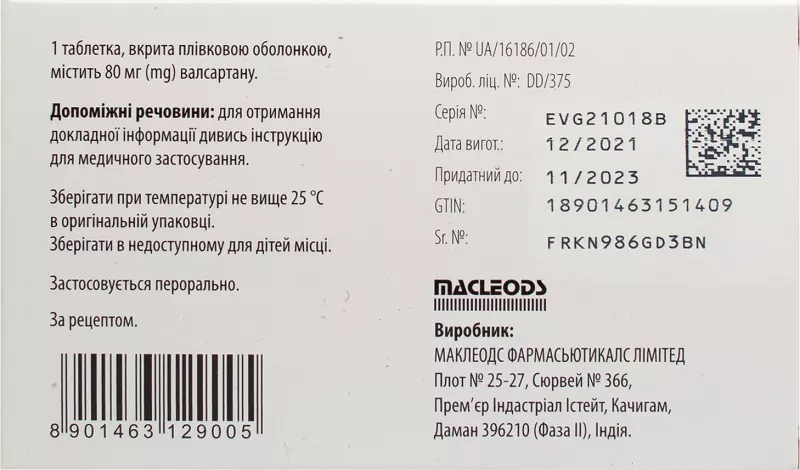 1 таблетка, вкрита плівковою оболонкою,
містить 80 мг (mg) валсартану.
Допоміжні речовини: для отримання
докладної інформації дивись інструкцію
для медичного застосування.
Зберігати при температурі не вище 25 °С
в оригінальній упаковці.
Зберігати в недоступному для дітей місці.
Застосовується перорально.
За рецептом.
8 901463 129005
Р.П. № UA/16186/01/02
Вироб. ліц. №: DD/375
Серія №: EVG21018B
Дата вигот.: 12/2021
Придатний до: 11/2023
GTIN: 18901463151409
Sr. №: FRKN986GD3BN
MACLEODS
Виробник:
МАКЛЕОДС ФАРМАСЬЮТИКАЛС ЛІМІТЕД
Плот № 25-27, Сюрвей № 366,
Прем’єр Індастріал Істейт, Качигам,
Даман 396210 (Фаза II), Індія.